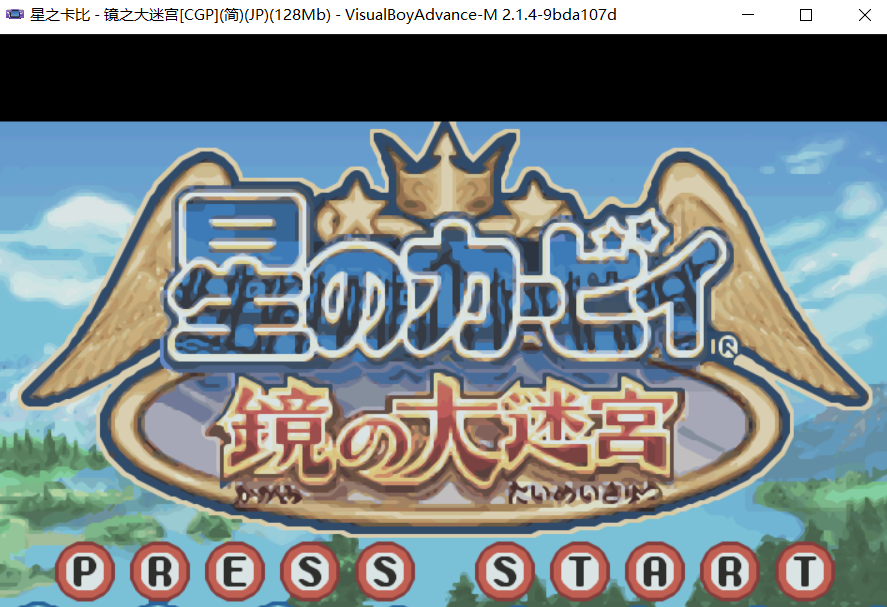 星之卡比 - 镜之大迷宫[CGP](简)(JP)(128Mb) - VisualBoyAdvance-M 2.1.4-9bda107d
星のカービィ®
鏡の大迷宮
かがみ だいめいきゅう
PRESS START